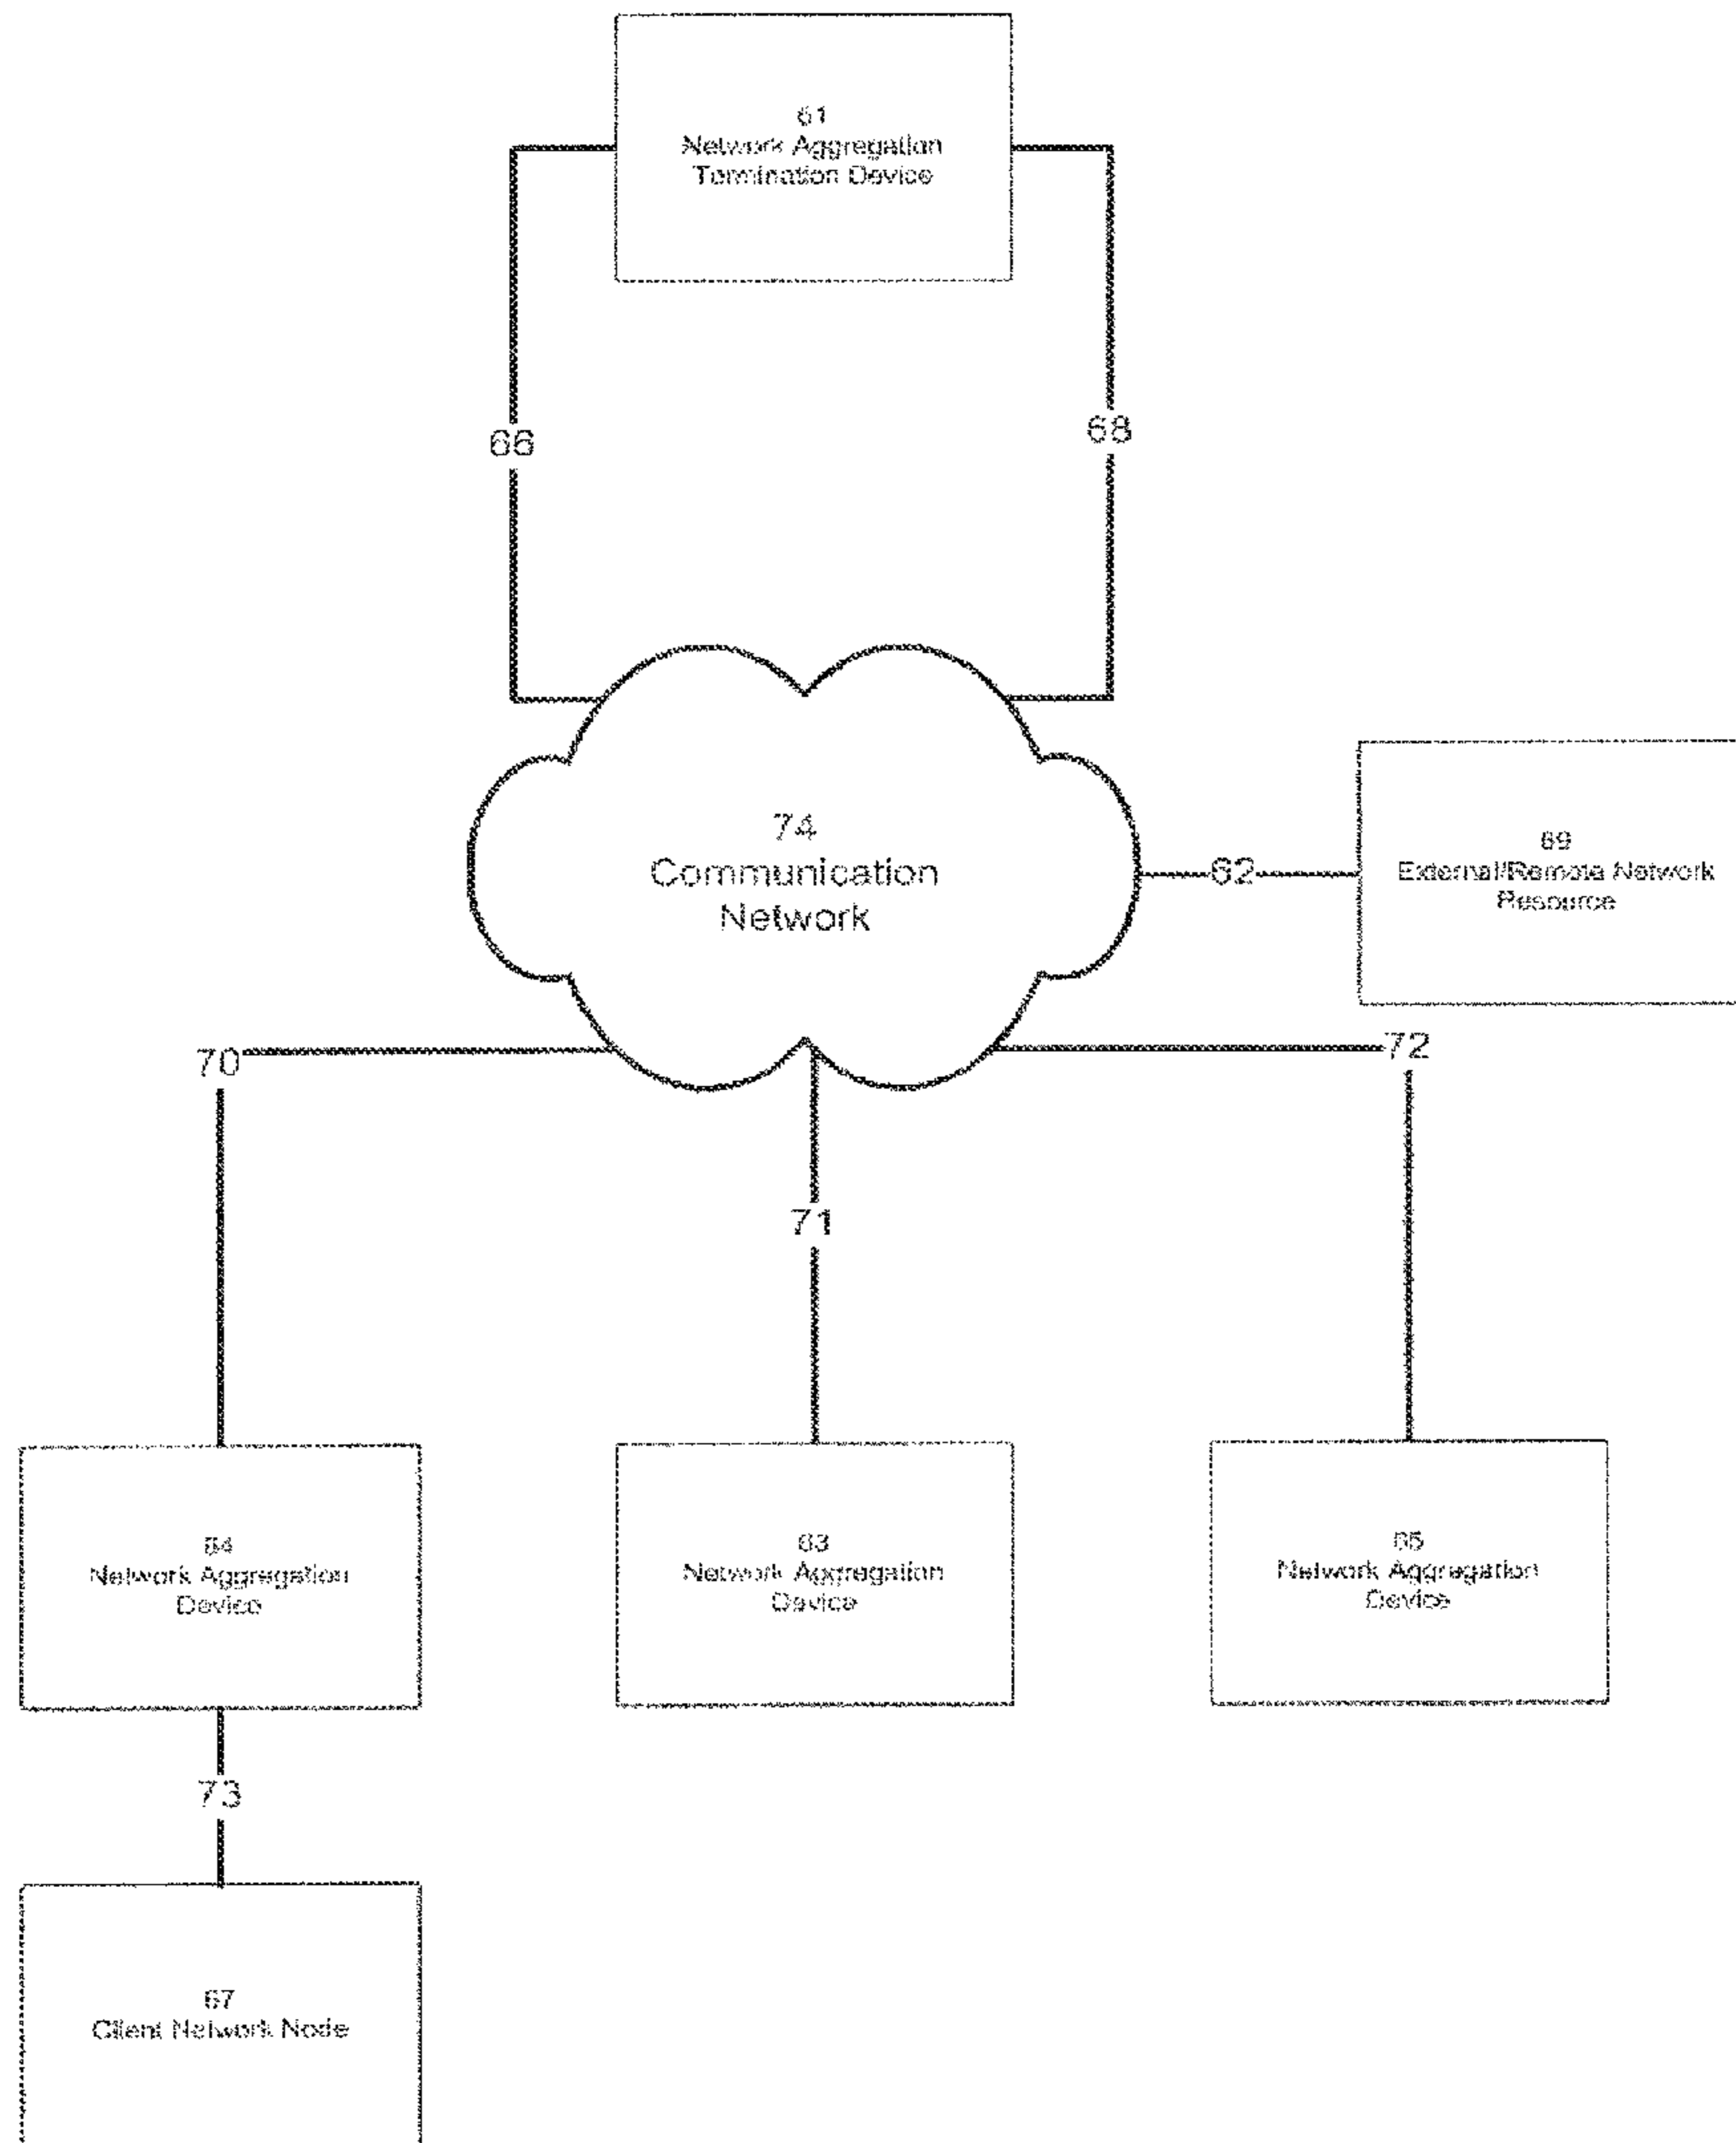 61
Network Aggregation
Termination Device
66
68
74
Communication
Network
62
69
External/Remote Network
Resource
70
72
71
64
Network Aggregation
Device
63
Network Aggregation
Device
65
Network Aggregation
Device
73
67
Client Network Node